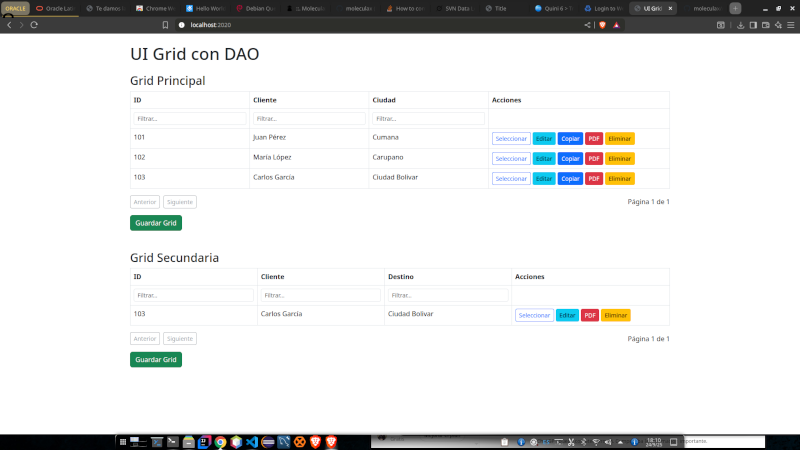 ORACLE Oracle Lab Te damos Chrome W Hello Worl Debian molecula How to co SVN Data Title Quini 6 > Login to UI Grid molecula
localhost:2020
UI Grid con DAO
Grid Principal
ID Cliente Ciudad Acciones
Filtrar... Filtrar... Filtrar...
101 Juan Pérez Cumana Seleccionar Editar Copiar PDF Eliminar
102 María López Carupano Seleccionar Editar Copiar PDF Eliminar
103 Carlos García Ciudad Bolivar Seleccionar Editar Copiar PDF Eliminar
Anterior Siguiente Página 1 de 1
Guardar Grid
Grid Secundaria
ID Cliente Destino Acciones
Filtrar... Filtrar... Filtrar...
103 Carlos García Ciudad Bolivar Seleccionar Editar PDF Eliminar
Anterior Siguiente Página 1 de 1
Guardar Grid
18:10
24/9/25